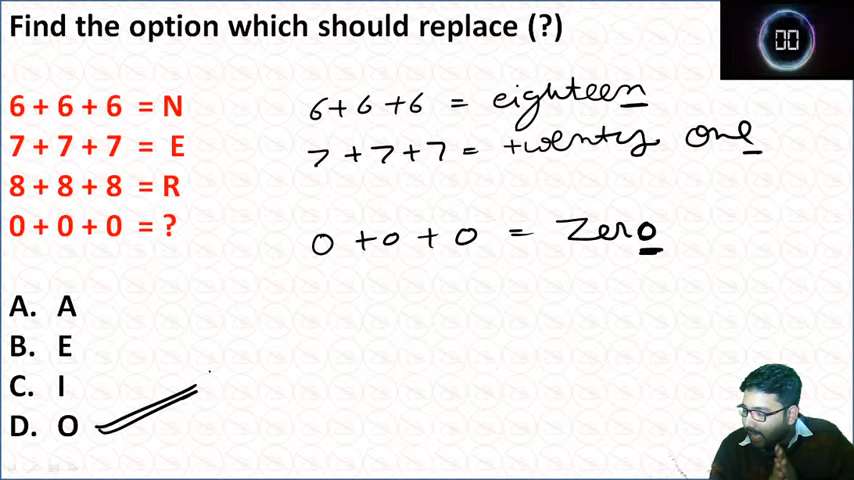 Find the option which should replace (?)
00
6 + 6 + 6 = N
7 + 7 + 7 = E
8 + 8 + 8 = R
0 + 0 + 0 = ?
6 + 6 + 6 = eighteen
7 + 7 + 7 = twenty one
0 + 0 + 0 = Zero
A. A
B. E
C. I
D. O